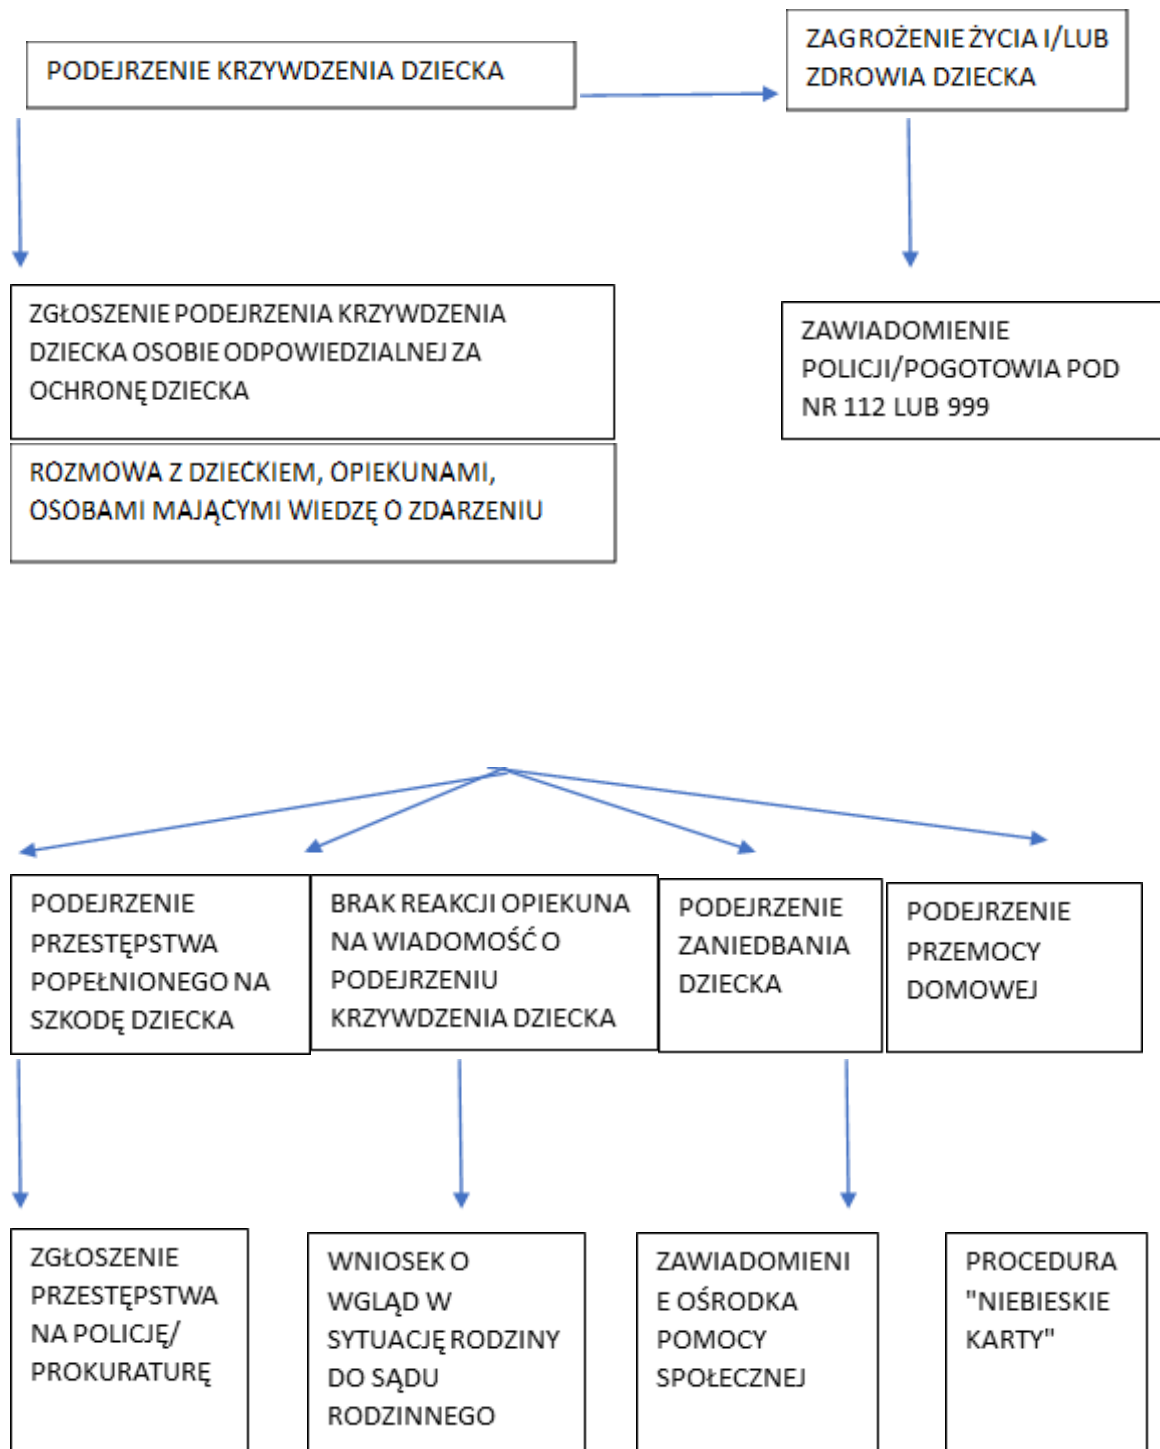 PODEJRZENIE KRZYWDZENIA DZIECKA
ZAGROŻENIE ŻYCIA I/LUB
ZDROWIA DZIECKA
ZGŁOSZENIE PODEJRZENIA KRZYWDZENIA
DZIECKA OSOBIE ODPOWIEDZIALNEJ ZA
OCHRONĘ DZIECKA
ZAWIADOMIENIE
POLICJI/POGOTOWIA POD
NR 112 LUB 999
ROZMOWA Z DZIECKIEM, OPIEKUNAMI,
OSOBAMI MAJĄCYMI WIEDZĘ O ZDARZENIU
PODEJRZENIE
PRZESTĘPSTWA
POPEŁNIONEGO NA
SZKODĘ DZIECKA
BRAK REAKCJI OPIEKUNA
NA WIADOMOŚĆ O
PODEJRZENIU
KRZYWDZENIA DZIECKA
PODEJRZENIE
ZANIEDBANIA
DZIECKA
PODEJRZENIE
PRZEMOCY
DOMOWEJ
ZGŁOSZENIE
PRZESTĘPSTWA
NA POLICJĘ/
PROKURATURĘ
WNIOSEK O
WGLĄD W
SYTUACJĘ RODZINY
DO SĄDU
RODZINNEGO
ZAWIADOMIENI
E OŚRODKA
POMOCY
SPOŁECZNEJ
PROCEDURA
"NIEBIESKIE
KARTY"